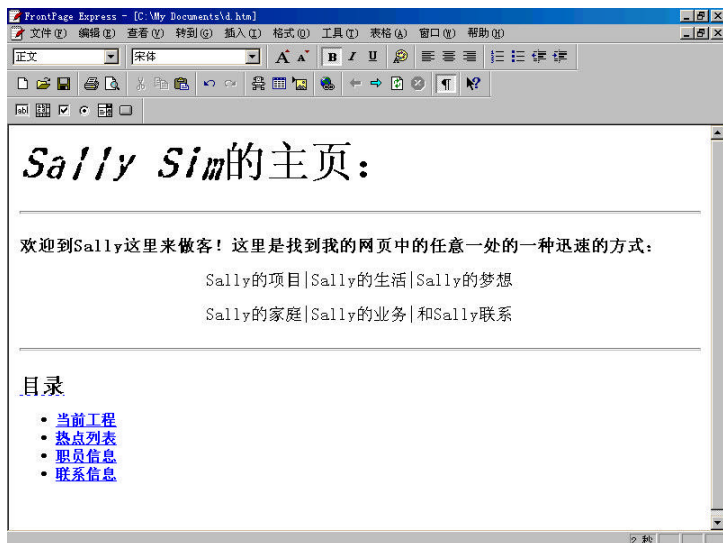 FrontPage Express - [C:\My Documents\d.htm]
文件(F) 编辑(E) 查看(V) 转到(G) 插入(I) 格式(O) 工具(T) 表格(A) 窗口(W) 帮助(H)
正文 宋体 A A B I U
Sally Sim的主页：
欢迎到Sally这里来做客！这里是找到我的网页中的任意一处的一种迅速的方式：
Sally的项目|Sally的生活|Sally的梦想
Sally的家庭|Sally的业务|和Sally联系
目录
当前工程
热点列表
职员信息
联系信息
2 秒